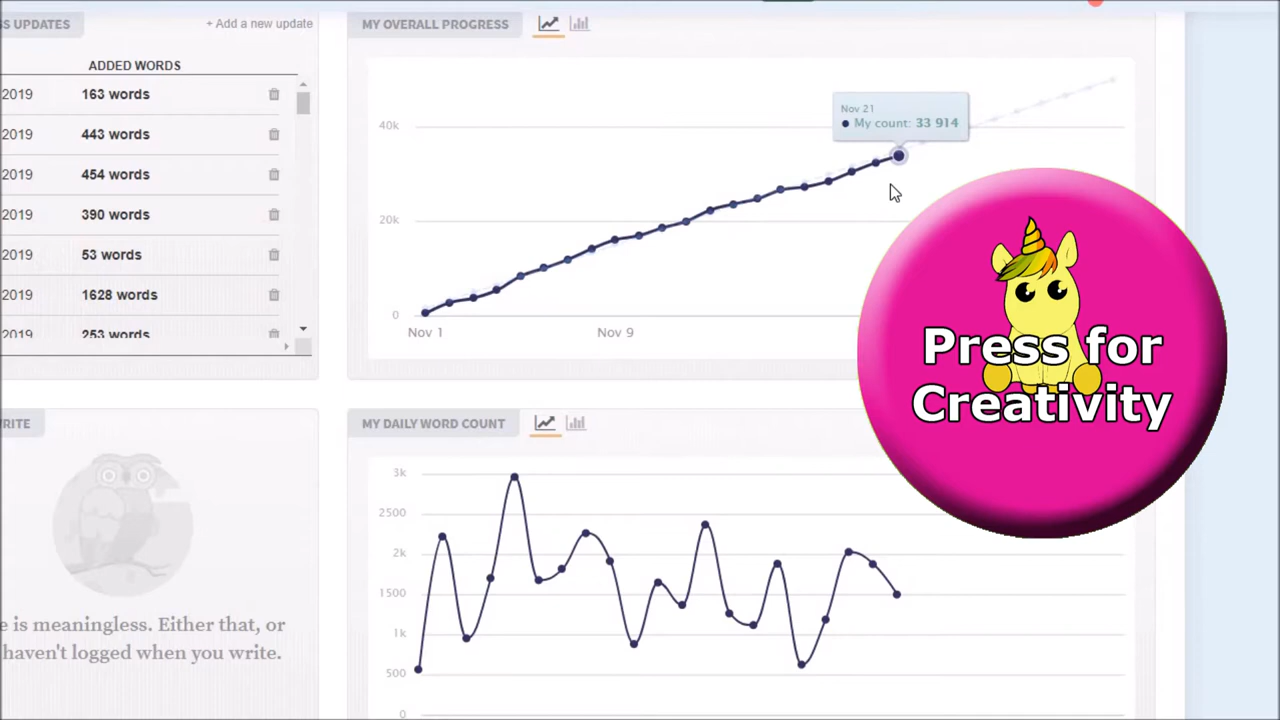 SS UPDATES
+ Add a new update
ADDED WORDS
2019 163 words
2019 443 words
2019 454 words
2019 390 words
2019 53 words
2019 1628 words
2019 253 words
MY OVERALL PROGRESS
40k
20k
0
Nov 1
Nov 9
Nov 21
My count: 33 914
Press for
Creativity
RITE
e is meaningless. Either that, or
haven't logged when you write.
MY DAILY WORD COUNT
3k
2500
2k
1500
1k
500
0